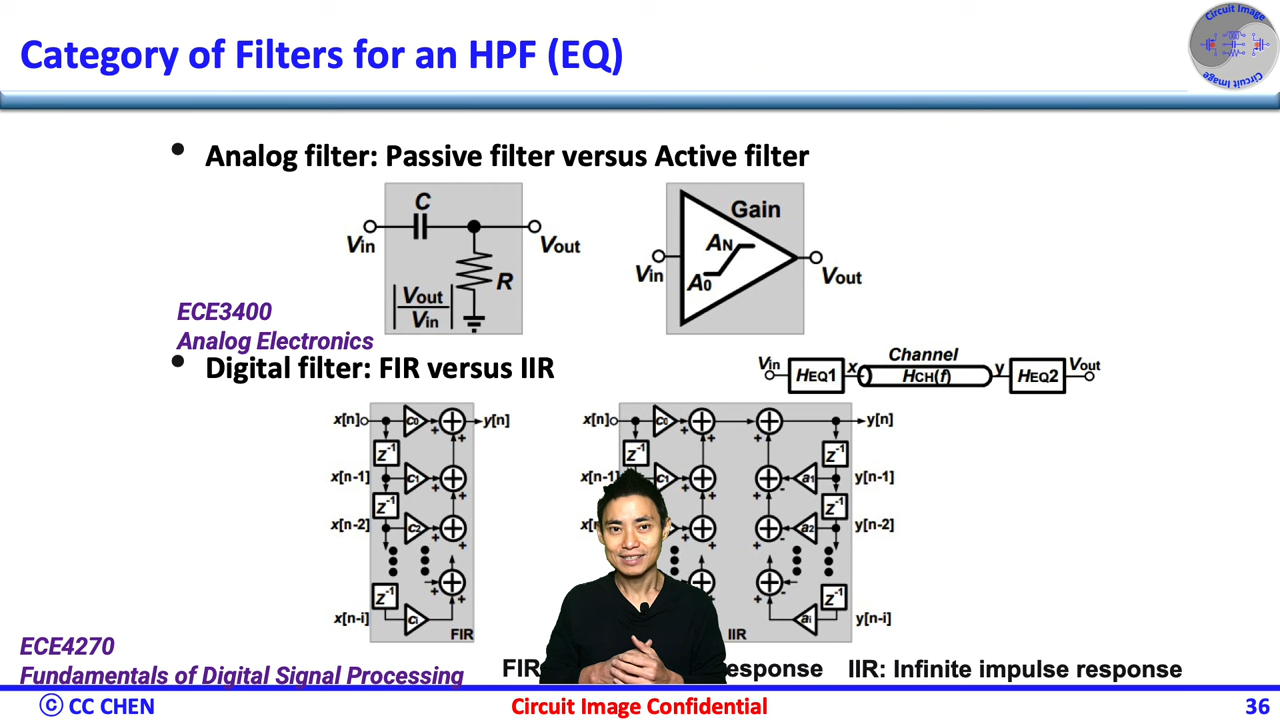 Category of Filters for an HPF (EQ)
Circuit Image
Circuit Image
• Analog filter: Passive filter versus Active filter
C
Vin
Vout
R
|Vout/Vin|
Gain
AN
A0
Vin
Vout
ECE3400
Analog Electronics
• Digital filter: FIR versus IIR
Vin
HEQ1
x
Channel
HCH(f)
y
HEQ2
Vout
x[n]
c0
+
+
y[n]
z-1
x[n-1]
c1
+
+
z-1
x[n-2]
c2
+
+
z-1
+
+
x[n-i]
ci
FIR
x[n]
c0
+
+
y[n]
z-1
z-1
x[n-1]
c1
+
+
-
a1
y[n-1]
z-1
+
+
-
a2
y[n-2]
z-1
+
-
ai
y[n-i]
IIR
ECE4270
Fundamentals of Digital Signal Processing
FIR
esponse
IIR: Infinite impulse response
© CC CHEN
Circuit Image Confidential
36